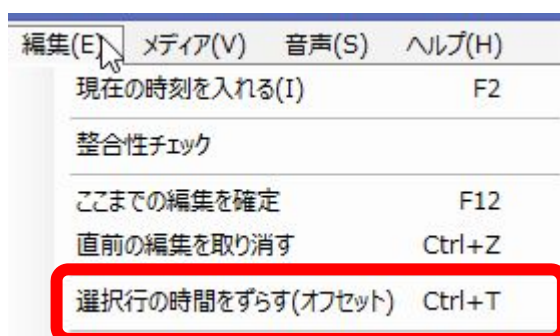 編集(E) メディア(V) 音声(S) ヘルプ(H)
現在の時刻を入れる(I) F2
整合性チェック
ここまでの編集を確定 F12
直前の編集を取り消す Ctrl+Z
選択行の時間をずらす(オフセット) Ctrl+T